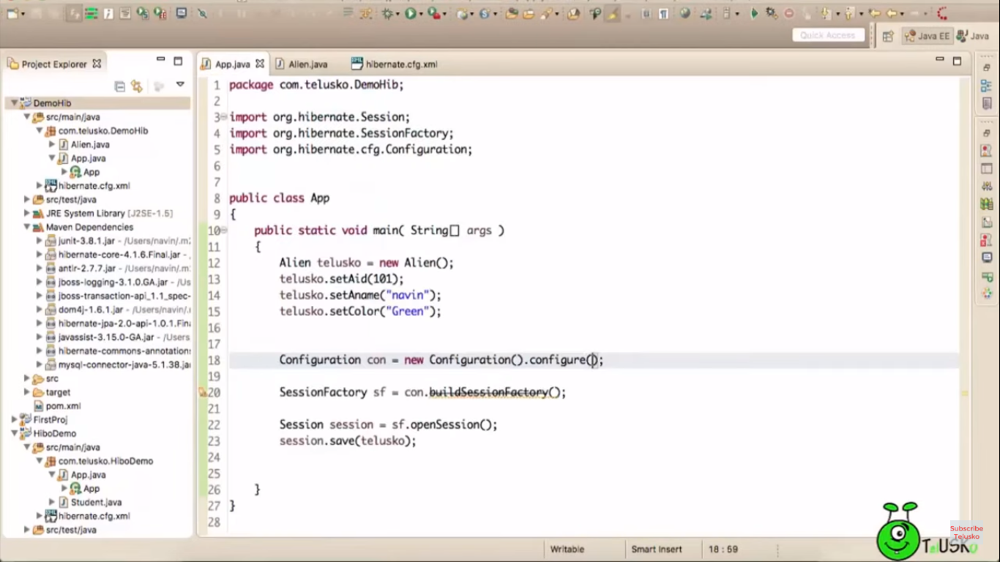 Quick Access
Java EE
Java
Project Explorer
App.java
Alien.java
hibernate.cfg.xml
DemoHib
src/main/java
com.telusko.DemoHib
Alien.java
App.java
App
hibernate.cfg.xml
src/test/java
JRE System Library [J2SE-1.5]
Maven Dependencies
junit-3.8.1.jar - /Users/navin/.m2
hibernate-core-4.1.6.Final.jar - /
antlr-2.7.7.jar - /Users/navin/.m2
jboss-logging-3.1.0.GA.jar - /Us
jboss-transaction-api_1.1_spec-
dom4j-1.6.1.jar - /Users/navin/.
hibernate-jpa-2.0-api-1.0.1.Fina
javassist-3.15.0-GA.jar - /Users
hibernate-commons-annotations
mysql-connector-java-5.1.38.jar
src
target
pom.xml
FirstProj
HiboDemo
src/main/java
com.telusko.HiboDemo
App.java
App
Student.java
hibernate.cfg.xml
src/test/java
1 package com.telusko.DemoHib;
2
3 import org.hibernate.Session;
4 import org.hibernate.SessionFactory;
5 import org.hibernate.cfg.Configuration;
6
7
8 public class App
9 {
10 public static void main( String[] args )
11 {
12 Alien telusko = new Alien();
13 telusko.setAid(101);
14 telusko.setAname("navin");
15 telusko.setColor("Green");
16
17
18 Configuration con = new Configuration().configure();
19
20 SessionFactory sf = con.buildSessionFactory();
21
22 Session session = sf.openSession();
23 session.save(telusko);
24
25
26 }
27 }
28
Writable
Smart Insert
18 : 59
Subscribe
Telusko
TELUSKO